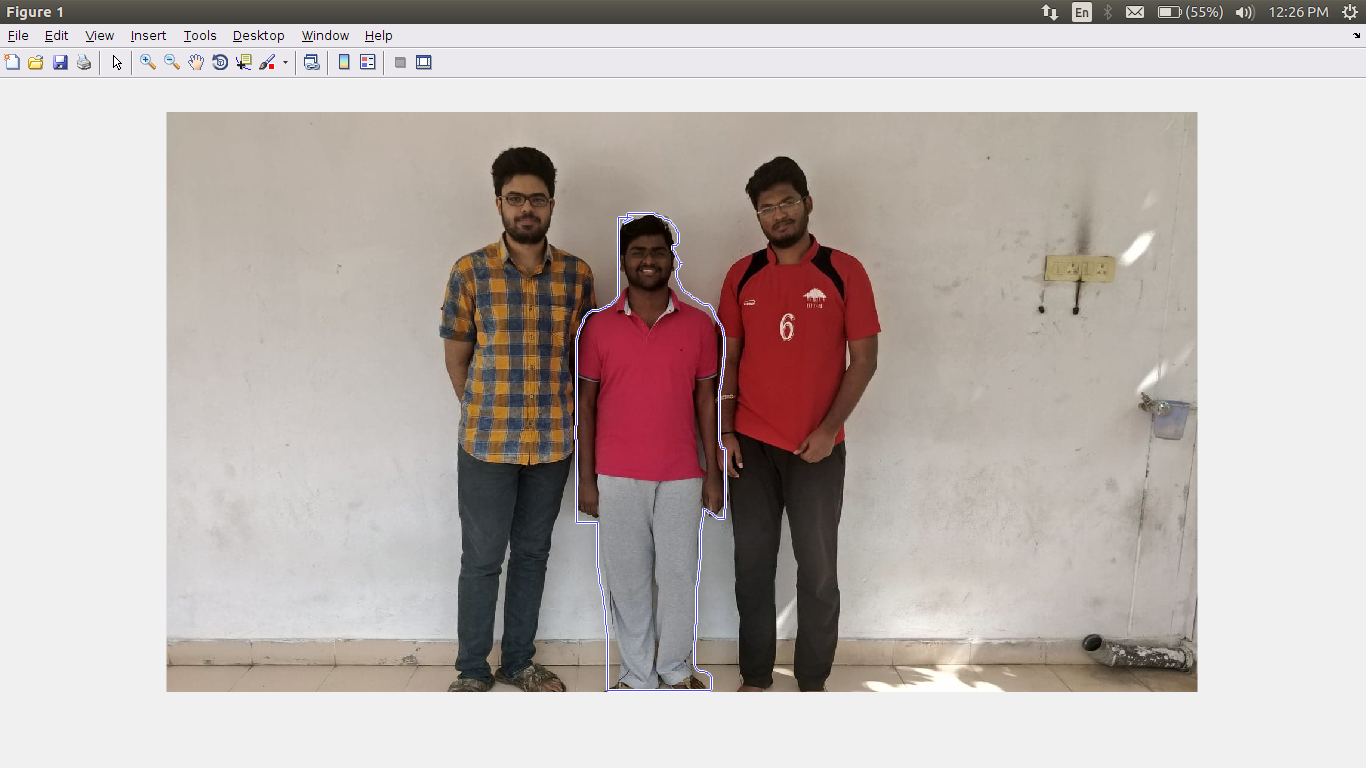 Figure 1
En
(55%)
12:26 PM
File Edit View Insert Tools Desktop Window Help
6